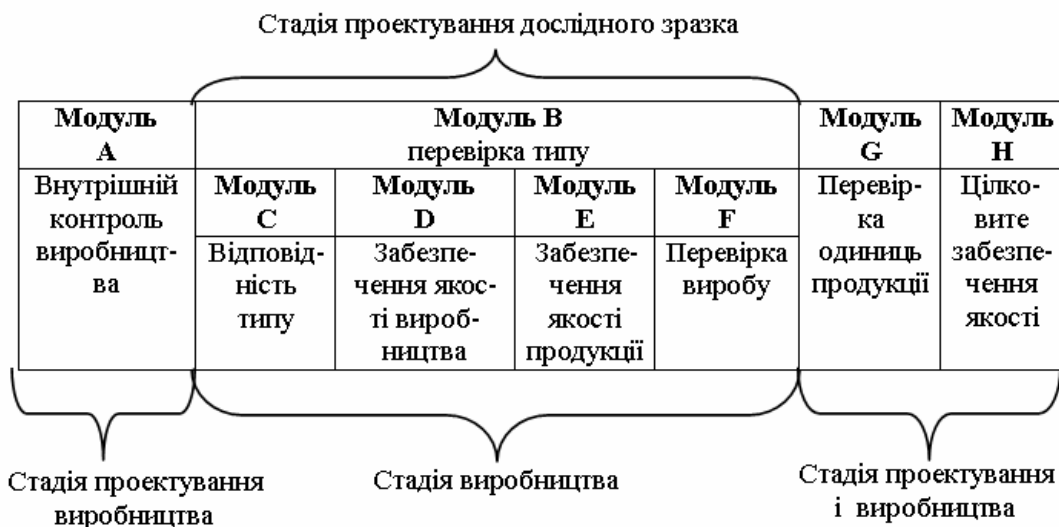 Стадія проектування дослідного зразка
Модуль
А
Внутрішній
контроль
виробницт-
ва
Модуль В
перевірка типу
Модуль
С
Відповід-
ність
типу
Модуль
D
Забезпе-
чення якос-
ті вироб-
ництва
Модуль
Е
Забезпе-
чення
якості
продукції
Модуль
F
Перевірка
виробу
Модуль
G
Перевір-
ка
одиниць
продукції
Модуль
Н
Цілко-
вите
забезпе-
чення
якості
Стадія проектування
виробництва
Стадія виробництва
Стадія проектування
і виробництва